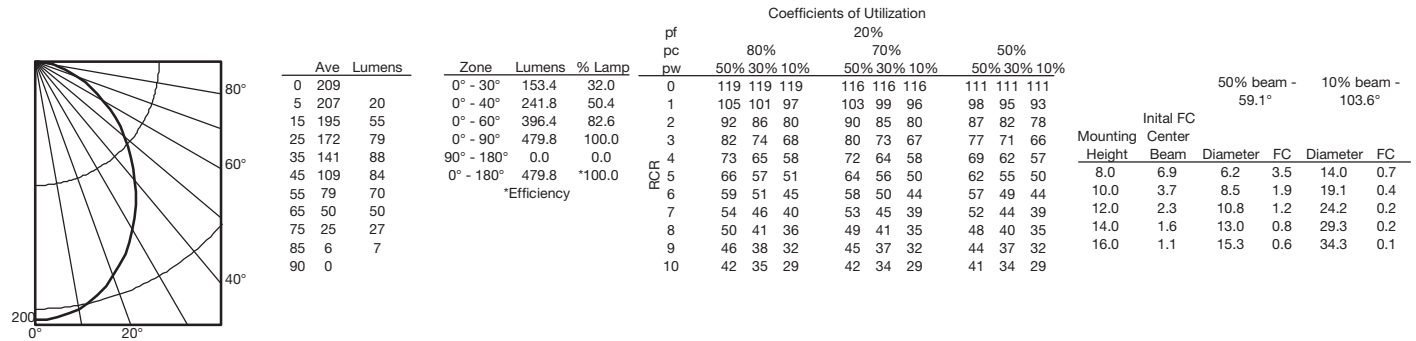 80°
60°
40°
200
0° 20°
Ave Lumens
0 209
5 207 20
15 195 55
25 172 79
35 141 88
45 109 84
55 79 70
65 50 50
75 25 27
85 6 7
90 0
Zone Lumens % Lamp
0° - 30° 153.4 32.0
0° - 40° 241.8 50.4
0° - 60° 396.4 82.6
0° - 90° 479.8 100.0
90° - 180° 0.0 0.0
0° - 180° 479.8 *100.0
*Efficiency
Coefficients of Utilization
pf 20%
pc 80% 70% 50%
pw 50% 30% 10% 50% 30% 10% 50% 30% 10%
RCR
0 119 119 119 116 116 116 111 111 111
1 105 101 97 103 99 96 98 95 93
2 92 86 80 90 85 80 87 82 78
3 82 74 68 80 73 67 77 71 66
4 73 65 58 72 64 58 69 62 57
5 66 57 51 64 56 50 62 55 50
6 59 51 45 58 50 44 57 49 44
7 54 46 40 53 45 39 52 44 39
8 50 41 36 49 41 35 48 40 35
9 46 38 32 45 37 32 44 37 32
10 42 35 29 42 34 29 41 34 29
50% beam - 10% beam -
59.1° 103.6°
Inital FC
Mounting Center
Height Beam Diameter FC Diameter FC
8.0 6.9 6.2 3.5 14.0 0.7
10.0 3.7 8.5 1.9 19.1 0.4
12.0 2.3 10.8 1.2 24.2 0.2
14.0 1.6 13.0 0.8 29.3 0.2
16.0 1.1 15.3 0.6 34.3 0.1